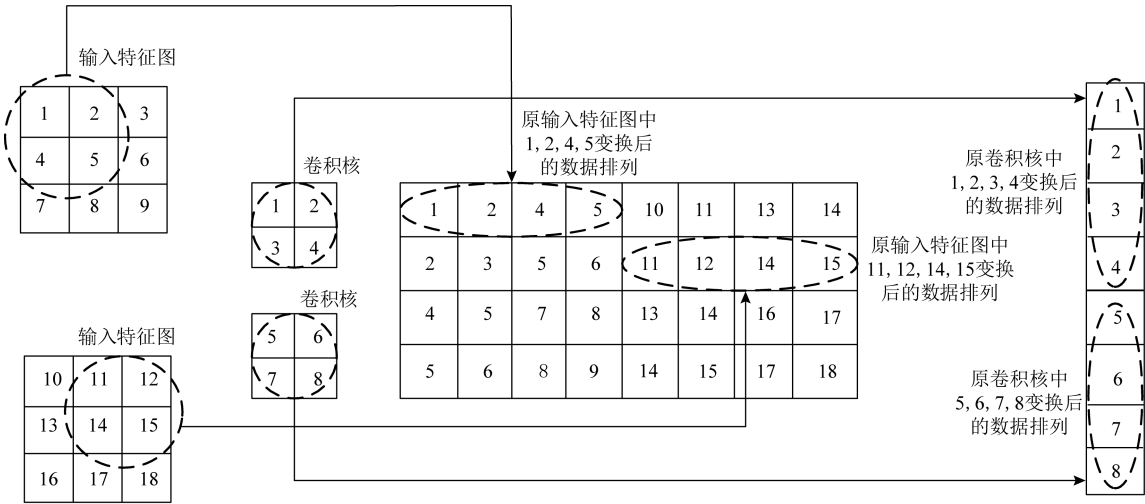 输入特征图
1 2 3
4 5 6
7 8 9
卷积核
1 2
3 4
卷积核
5 6
7 8
输入特征图
10 11 12
13 14 15
16 17 18
原输入特征图中
1, 2, 4, 5变换后
的数据排列
1 2 4 5 10 11 13 14
2 3 5 6 11 12 14 15
4 5 7 8 13 14 16 17
5 6 8 9 14 15 17 18
原输入特征图中
11, 12, 14, 15变换
后的数据排列
原卷积核中
1, 2, 3, 4变换后
的数据排列
原卷积核中
5, 6, 7, 8变换后
的数据排列
1
2
3
4
5
6
7
8